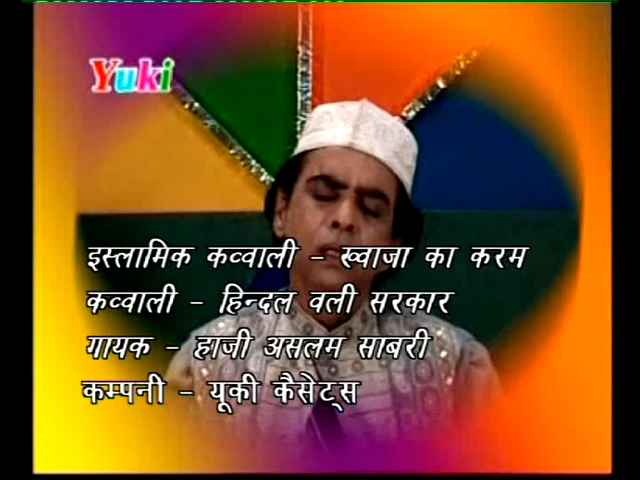 Yuki
इस्लामिक कव्वाली - ख्वाजा का करम
कव्वाली - हिन्दल वली सरकार
गायक - हाजी असलम साबरी
कम्पनी - यूकी कैसेट्स